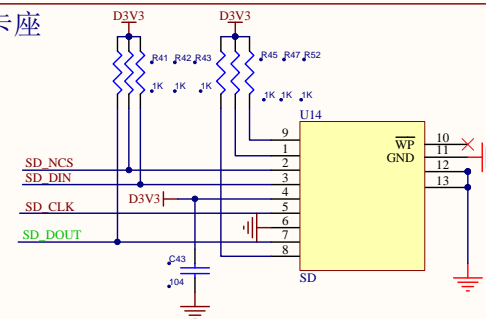 卡座
D3V3 D3V3
R41 R42 R43 R45 R47 R52
1K 1K 1K 1K 1K 1K
U14
9
1
SD_NCS 2
SD_DIN 3
D3V3 4
SD_CLK 5
6
SD_DOUT 7
8
WP 10
GND 11
12
13
C43
104
SD